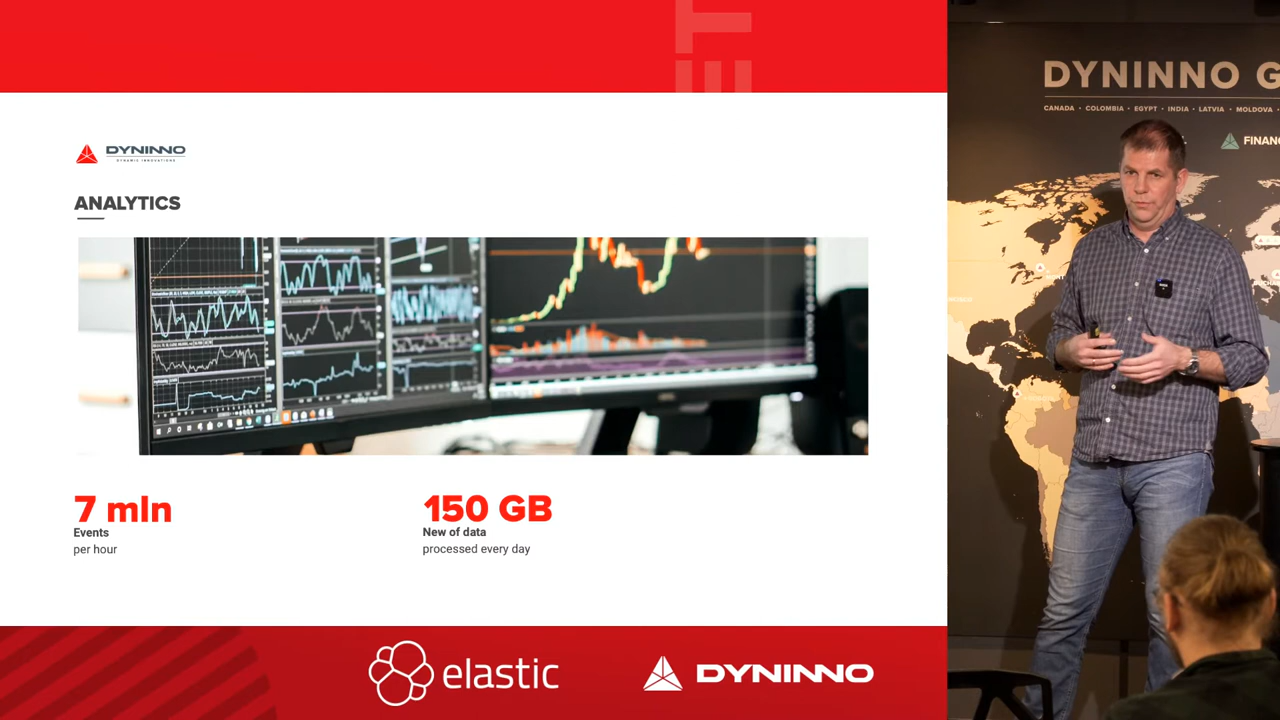 ET
DYNINNO
DYNAMIC INNOVATIONS
ANALYTICS
7 mln
Events
per hour
150 GB
New of data
processed every day
elastic
DYNINNO
DYNINNO G
CANADA • COLOMBIA • EGYPT • INDIA • LATVIA • MOLDOVA •
FINANC